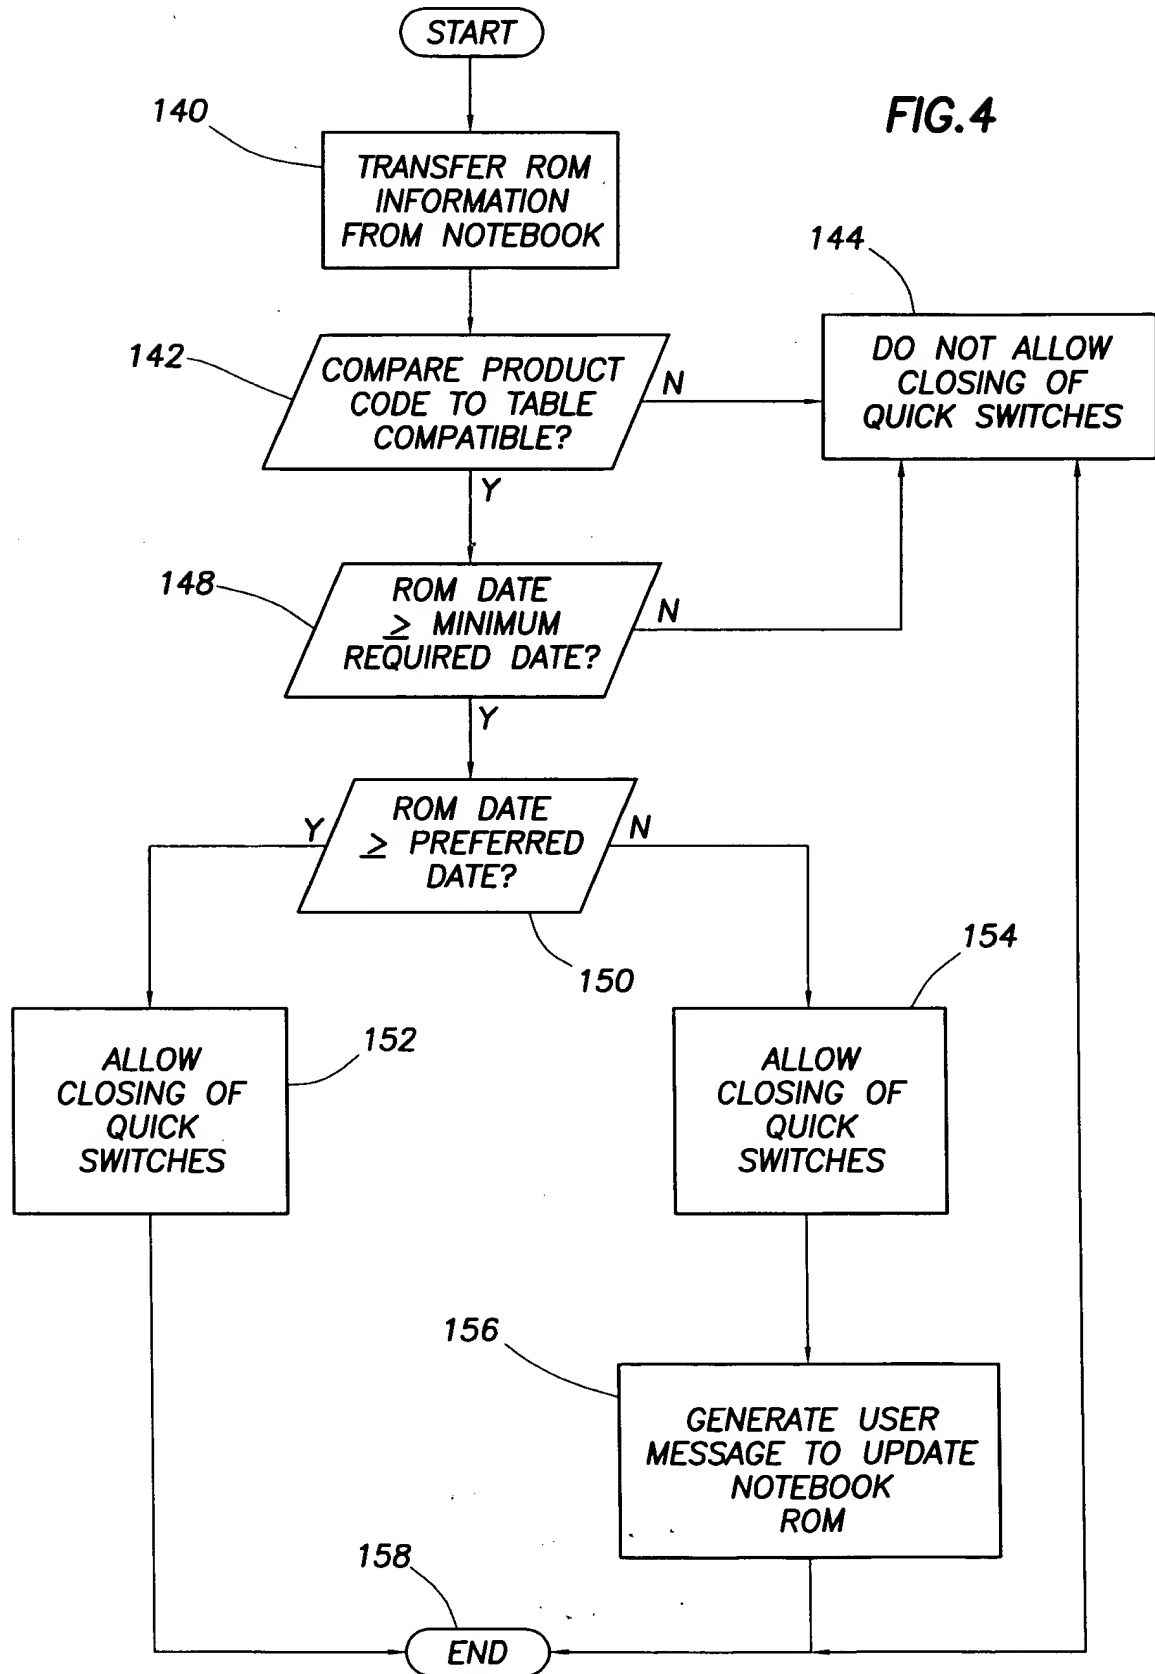 START
FIG.4
140
TRANSFER ROM
INFORMATION
FROM NOTEBOOK
144
DO NOT ALLOW
CLOSING OF
QUICK SWITCHES
142
COMPARE PRODUCT
CODE TO TABLE
COMPATIBLE?
N
Y
148
ROM DATE
≥ MINIMUM
REQUIRED DATE?
N
Y
ROM DATE
≥ PREFERRED
DATE?
Y
N
150
152
ALLOW
CLOSING OF
QUICK
SWITCHES
154
ALLOW
CLOSING OF
QUICK
SWITCHES
156
GENERATE USER
MESSAGE TO UPDATE
NOTEBOOK
ROM
158
END